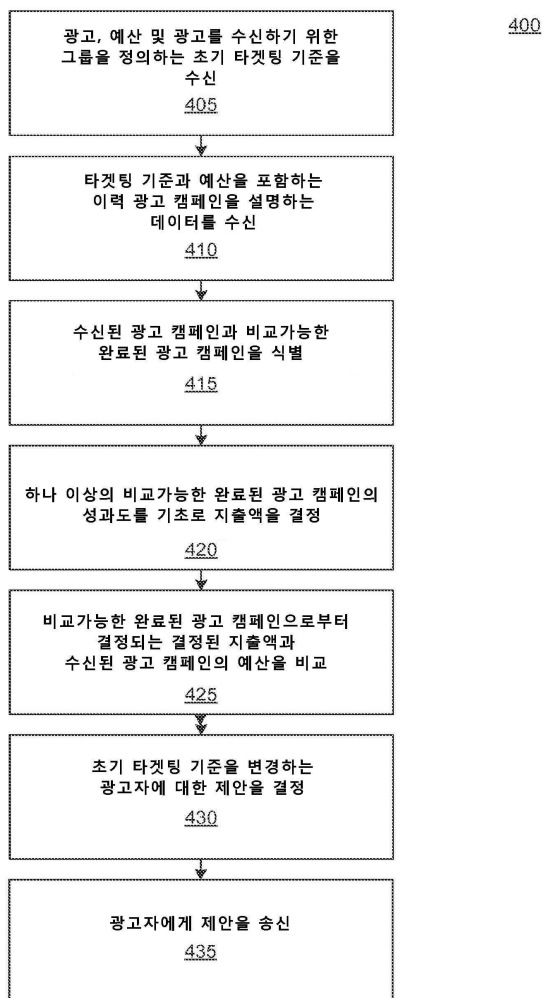 400
광고, 예산 및 광고를 수신하기 위한
그룹을 정의하는 초기 타겟팅 기준을
수신
405
타겟팅 기준과 예산을 포함하는
이력 광고 캠페인을 설명하는
데이터를 수신
410
수신된 광고 캠페인과 비교가능한
완료된 광고 캠페인을 식별
415
하나 이상의 비교가능한 완료된 광고 캠페인의
성과도를 기초로 지출액을 결정
420
비교가능한 완료된 광고 캠페인으로부터
결정되는 결정된 지출액과
수신된 광고 캠페인의 예산을 비교
425
초기 타겟팅 기준을 변경하는
광고자에 대한 제안을 결정
430
광고자에게 제안을 송신
435